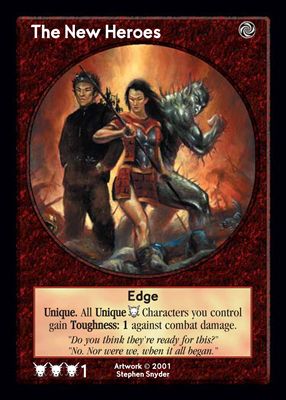 The New Heroes
Edge
Unique. All Unique Characters you control
gain Toughness: 1 against combat damage.
"Do you think they're ready for this?"
"No. Nor were we, when it all began."
Artwork © 2001
Stephen Snyder
1